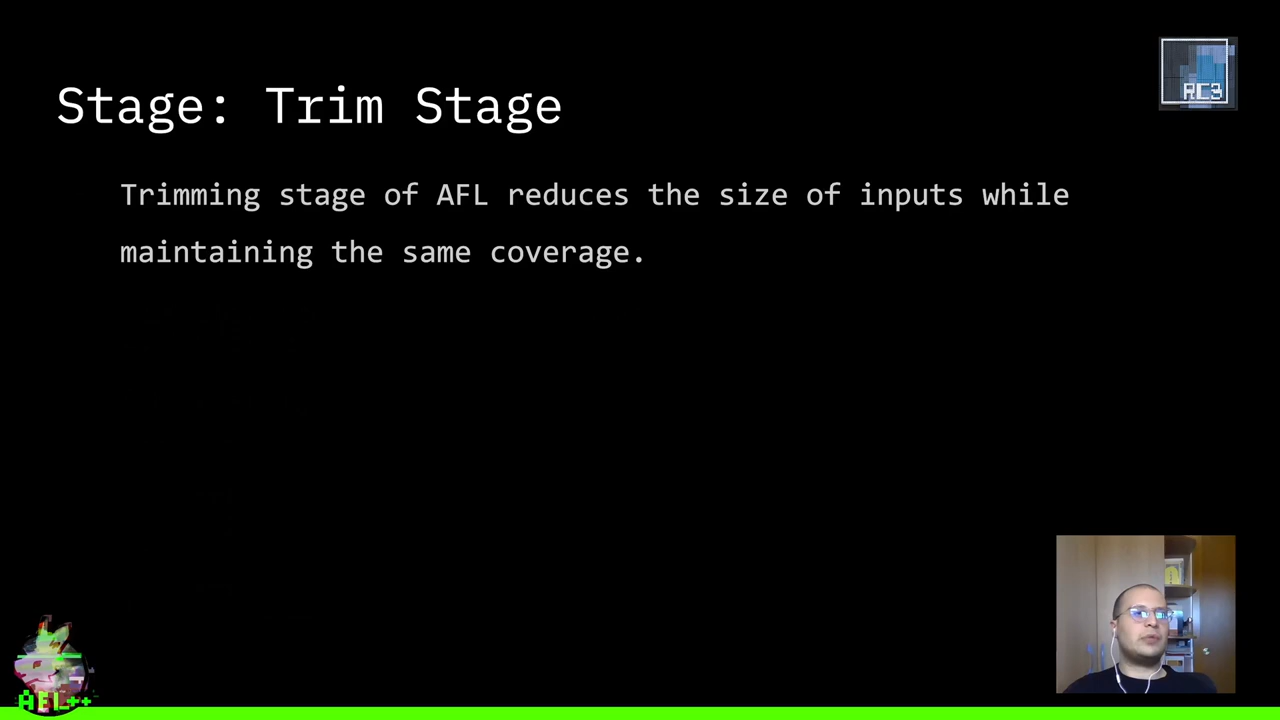 Stage: Trim Stage
RC3
Trimming stage of AFL reduces the size of inputs while
maintaining the same coverage.
AFL++